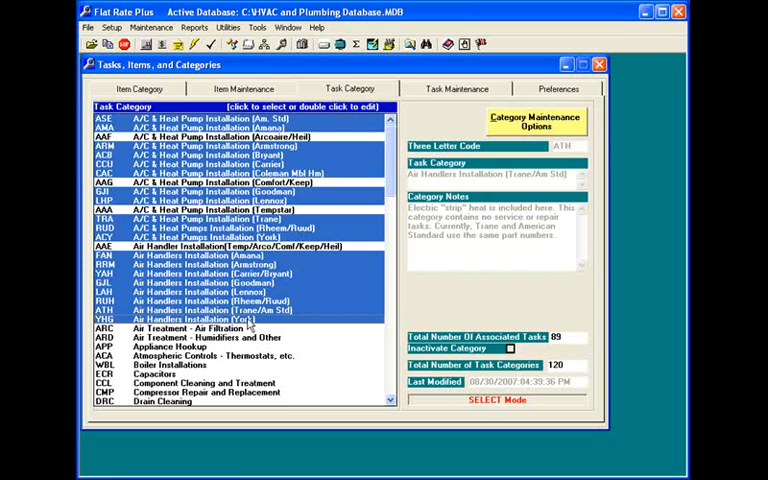 Flat Rate Plus Active Database: C:\HVAC and Plumbing Database.MDB
File Setup Maintenance Reports Utilities Tools Window Help
Tasks, Items, and Categories
Item Category Item Maintenance Task Category Task Maintenance Preferences
Task Category (click to select or double click to edit)
ASE A/C & Heat Pump Installation (Am. Std)
AMA A/C & Heat Pump Installation (Amana)
AAF A/C & Heat Pump Installation (Arcoaire/Heil)
ARM A/C & Heat Pump Installation (Armstrong)
ACB A/C & Heat Pump Installation (Bryant)
CCU A/C & Heat Pump Installation (Carrier)
CAC A/C & Heat Pump Installation (Coleman Mbl Hm)
AAG A/C & Heat Pump Installation (Comfort/Keep)
GJI A/C & Heat Pump Installation (Goodman)
LHP A/C & Heat Pump Installation (Lennox)
AAA A/C & Heat Pump Installation (Tempstar)
TRA A/C & Heat Pump Installation (Trane)
RUD A/C & Heat Pumps Installation (Rheem/Ruud)
ACY A/C & Heat Pumps Installation (York)
AAE Air Handler Installation(Temp/Arco/Comf/Keep/Heil)
FAN Air Handlers Installation (Amana)
RRM Air Handlers Installation (Armstrong)
YAH Air Handlers Installation (Carrier/Bryant)
GJL Air Handlers Installation (Goodman)
LAH Air Handlers Installation (Lennox)
RUH Air Handlers Installation (Rheem/Ruud)
ATH Air Handlers Installation (Trane/Am Std)
YHG Air Handlers Installation (York)
ARC Air Treatment - Air Filtration
ARD Air Treatment - Humidifiers and Other
APP Appliance Hookup
ACA Atmospheric Controls - Thermostats, etc.
WBL Boiler Installations
ECR Capacitors
CCL Component Cleaning and Treatment
CMP Compressor Repair and Replacement
DRC Drain Cleaning
Category Maintenance
Options
Three Letter Code ATH
Task Category
Air Handlers Installation (Trane/Am Std)
Category Notes
Electric "strip" heat is included here. This
category contains no service or repair
tasks. Currently, Trane and American
Standard use the same part numbers.
Total Number Of Associated Tasks 89
Inactivate Category
Total Number of Task Categories 120
Last Modified 08/30/2007:04:39:36 PM
SELECT Mode